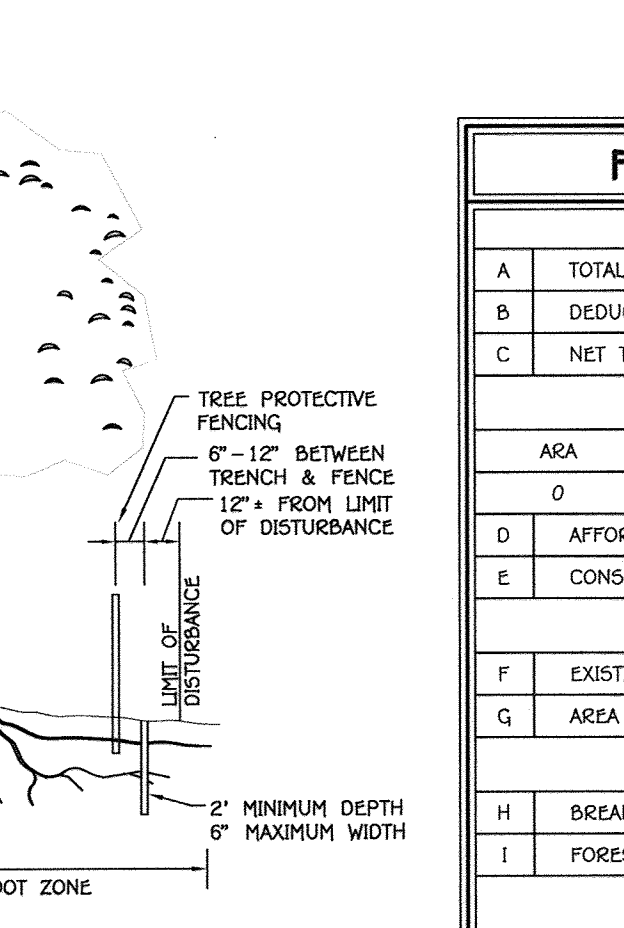 TREE PROTECTIVE
FENCING
6" - 12" BETWEEN
TRENCH & FENCE
12" ± FROM LIMIT
OF DISTURBANCE
LIMIT OF
DISTURBANCE
2' MINIMUM DEPTH
6" MAXIMUM WIDTH
OOT ZONE
F
A TOTAL
B DEDU
C NET T
ARA
0
D AFFOR
E CONS
F EXIST
G AREA
H BREA
I FORES